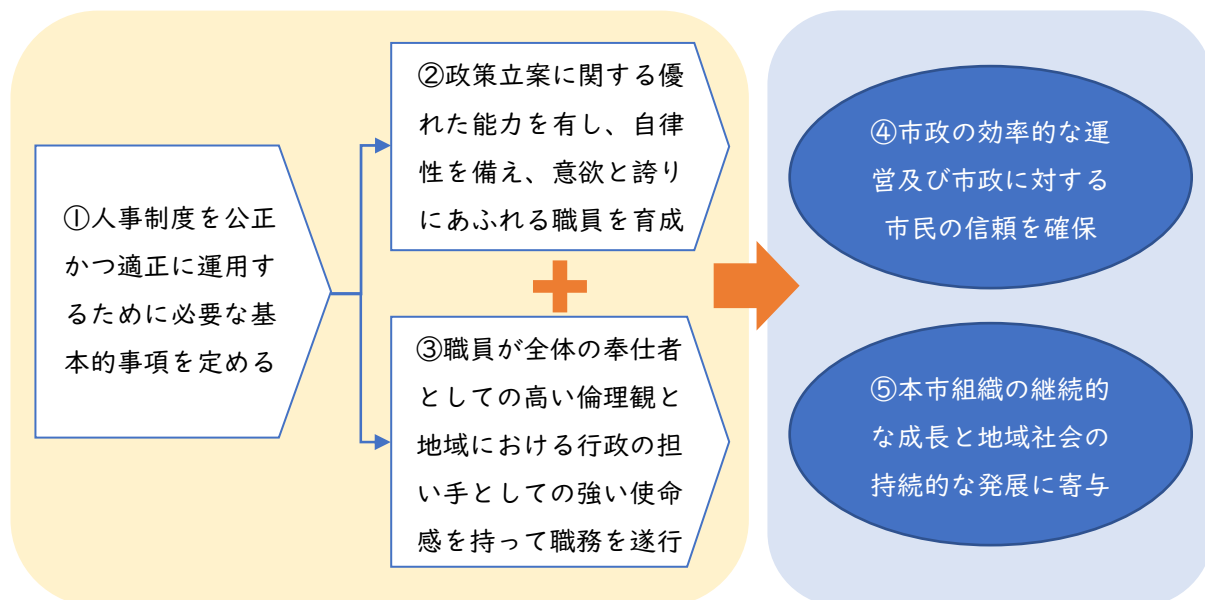 ①人事制度を公正
かつ適正に運用す
るために必要な基
本的事項を定める
②政策立案に関する優
れた能力を有し、自律
性を備え、意欲と誇り
にあふれる職員を育成
③職員が全体の奉仕者
としての高い倫理観と
地域における行政の担
い手としての強い使命
感を持って職務を遂行
④市政の効率的な運
営及び市政に対する
市民の信頼を確保
⑤本市組織の継続的
な成長と地域社会の
持続的な発展に寄与